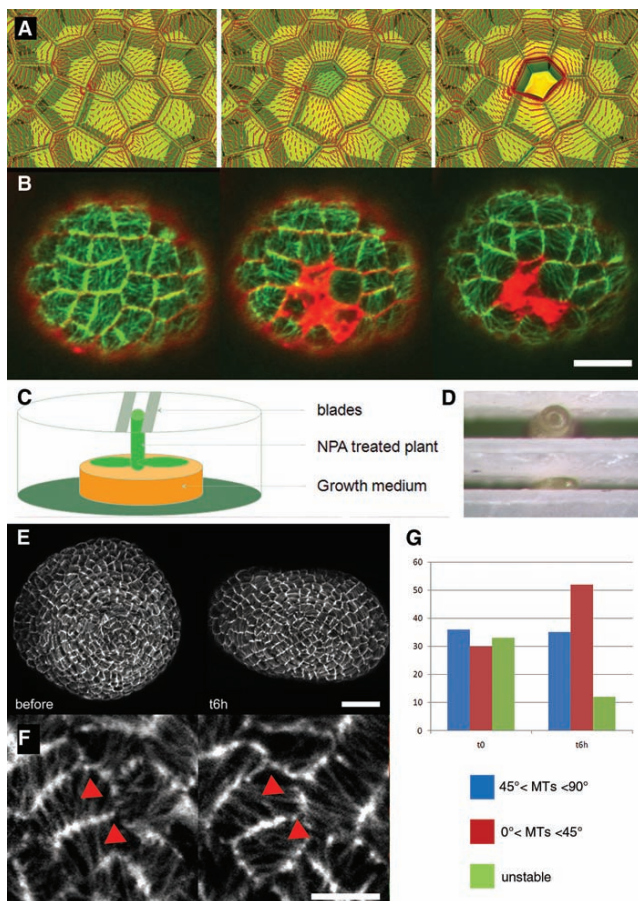 A
B
C
blades
NPA treated plant
Growth medium
D
E
before
t6h
F
G
60
50
40
30
20
10
0
t0
t6h
45°< MTs <90°
0°< MTs <45°
unstable